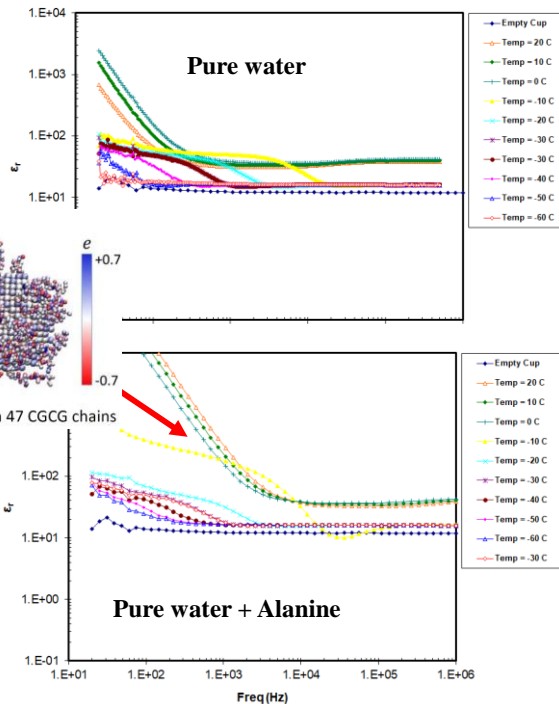 1.E+04
1.E+03
1.E+02
1.E+01
εr
Pure water
Empty Cup
Temp = 20 C
Temp = 10 C
Temp = 0 C
Temp = -10 C
Temp = -20 C
Temp = -30 C
Temp = -30 C
Temp = -40 C
Temp = -50 C
Temp = -60 C
e
+0.7
-0.7
47 CGCG chains
Empty Cup
Temp = 20 C
Temp = 10 C
Temp = 0 C
Temp = -10 C
Temp = -20 C
Temp = -30 C
Temp = -40 C
Temp = -50 C
Temp = -60 C
Temp = -30 C
εr
1.E+02
1.E+01
1.E+00
1.E-01
Pure water + Alanine
1.E+01 1.E+02 1.E+03 1.E+04 1.E+05 1.E+06
Freq (Hz)